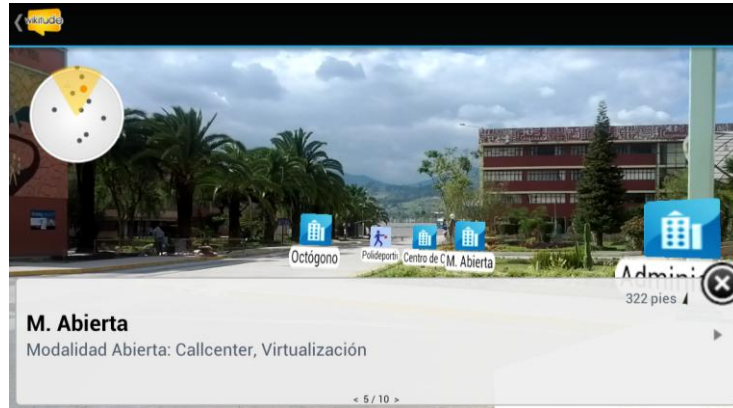 wikitude
Octógono
Polideporti
Centro de C
M. Abierta
Admini
322 pies
M. Abierta
Modalidad Abierta: Callcenter, Virtualización
< 5 / 10 >